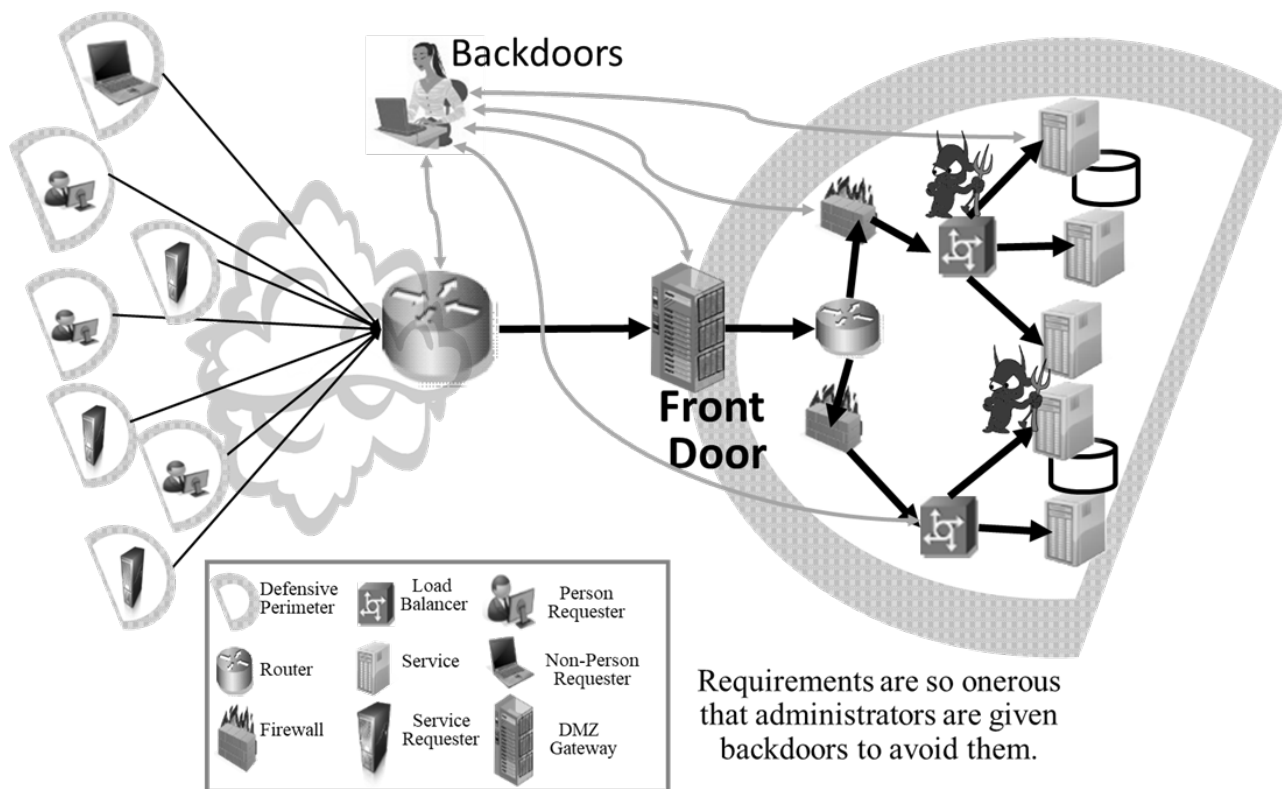 Backdoors
Front
Door
Defensive
Perimeter
Load
Balancer
Person
Requester
Router
Service
Non-Person
Requester
Firewall
Service
Requester
DMZ
Gateway
Requirements are so onerous
that administrators are given
backdoors to avoid them.